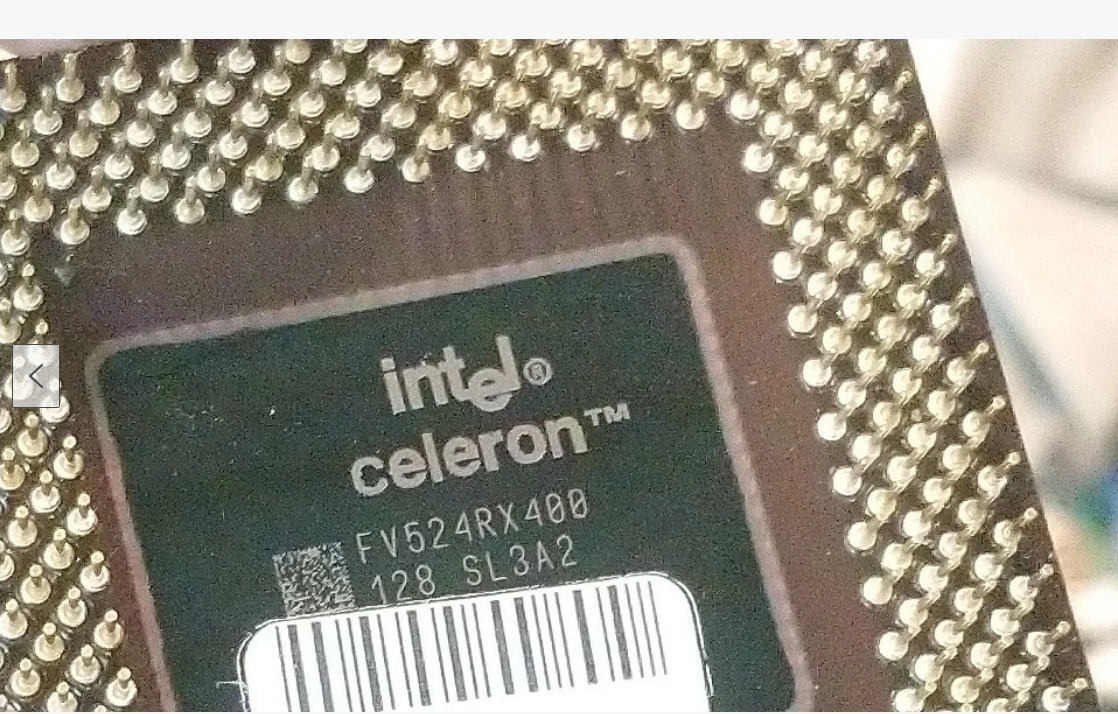 intel®
celeron™
FV524RX400
128 SL3A2